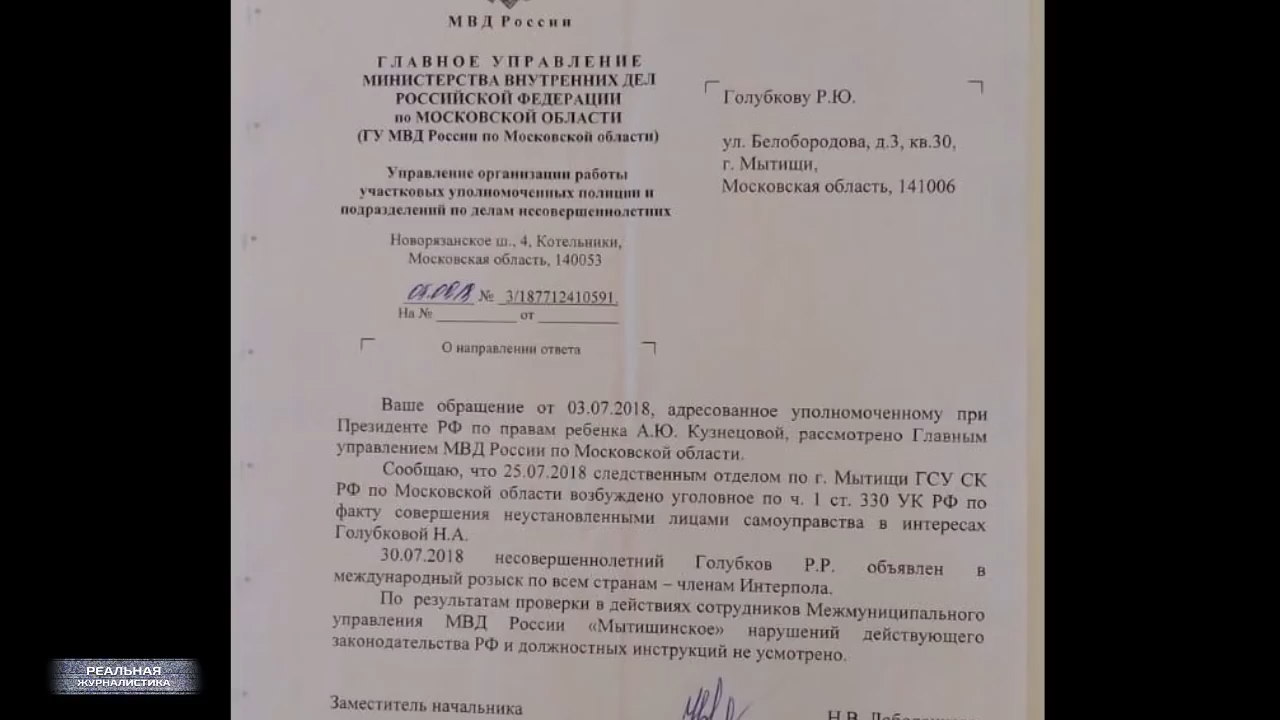 МВД России
ГЛАВНОЕ УПРАВЛЕНИЕ
МИНИСТЕРСТВА ВНУТРЕННИХ ДЕЛ
РОССИЙСКОЙ ФЕДЕРАЦИИ
по МОСКОВСКОЙ ОБЛАСТИ
(ГУ МВД России по Московской области)
Управление организации работы
участковых уполномоченных полиции и
подразделений по делам несовершеннолетних
Новорязанское ш., 4, Котельники,
Московская область, 140053
№ 3/187712410591
На № от
О направлении ответа
Голубкову Р.Ю.
ул. Белобородова, д.3, кв.30,
г. Мытищи,
Московская область, 141006
Ваше обращение от 03.07.2018, адресованное уполномоченному при
Президенте РФ по правам ребенка А.Ю. Кузнецовой, рассмотрено Главным
управлением МВД России по Московской области.
Сообщаю, что 25.07.2018 следственным отделом по г. Мытищи ГСУ СК
РФ по Московской области возбуждено уголовное по ч. 1 ст. 330 УК РФ по
факту совершения неустановленными лицами самоуправства в интересах
Голубковой Н.А.
30.07.2018 несовершеннолетний Голубков Р.Р. объявлен в
международный розыск по всем странам – членам Интерпола.
По результатам проверки в действиях сотрудников Межмуниципального
управления МВД России «Мытищинское» нарушений действующего
законодательства РФ и должностных инструкций не усмотрено.
Заместитель начальника
Н.В.
РЕАЛЬНАЯ
ЖУРНАЛИСТИКА